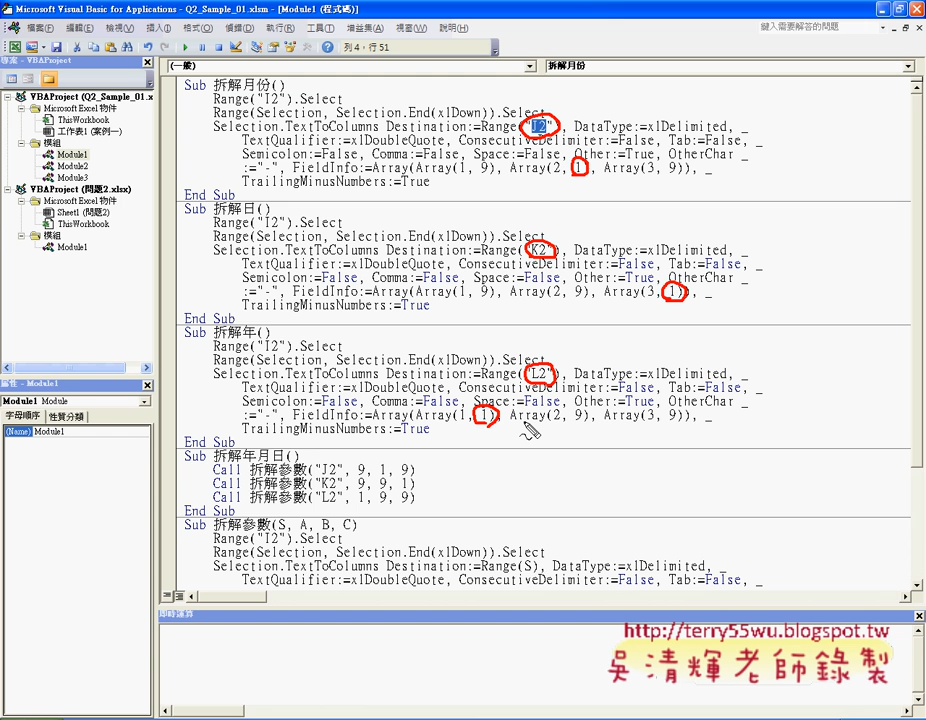 Microsoft Visual Basic for Applications - Q2_Sample_01.xlsm - [Module1 (程式碼)]
檔案(F) 編輯(E) 檢視(V) 插入(I) 格式(O) 偵錯(D) 執行(R) 工具(T) 增益集(A) 視窗(W) 說明(H)
鍵入需要解答的問題
列 4, 行 51
專案 - VBAProject
VBAProject (Q2_Sample_01.x
Microsoft Excel 物件
ThisWorkbook
工作表1 (案例一)
模組
Module1
Module2
Module3
VBAProject (問題2.xlsx)
Microsoft Excel 物件
Sheet1 (問題2)
ThisWorkbook
模組
Module1
屬性 - Module1
Module1 Module
字母順序 性質分類
(Name) Module1
(一般) 拆解月份
Sub 拆解月份()
Range("I2").Select
Range(Selection, Selection.End(xlDown)).Select
Selection.TextToColumns Destination:=Range("J2"), DataType:=xlDelimited, _
TextQualifier:=xlDoubleQuote, ConsecutiveDelimiter:=False, Tab:=False, _
Semicolon:=False, Comma:=False, Space:=False, Other:=True, OtherChar _
:="-", FieldInfo:=Array(Array(1, 9), Array(2, 1), Array(3, 9)), _
TrailingMinusNumbers:=True
End Sub
Sub 拆解日()
Range("I2").Select
Range(Selection, Selection.End(xlDown)).Select
Selection.TextToColumns Destination:=Range("K2"), DataType:=xlDelimited, _
TextQualifier:=xlDoubleQuote, ConsecutiveDelimiter:=False, Tab:=False, _
Semicolon:=False, Comma:=False, Space:=False, Other:=True, OtherChar _
:="-", FieldInfo:=Array(Array(1, 9), Array(2, 9), Array(3, 1)), _
TrailingMinusNumbers:=True
End Sub
Sub 拆解年()
Range("I2").Select
Range(Selection, Selection.End(xlDown)).Select
Selection.TextToColumns Destination:=Range("L2"), DataType:=xlDelimited, _
TextQualifier:=xlDoubleQuote, ConsecutiveDelimiter:=False, Tab:=False, _
Semicolon:=False, Comma:=False, Space:=False, Other:=True, OtherChar _
:="-", FieldInfo:=Array(Array(1, 1), Array(2, 9), Array(3, 9)), _
TrailingMinusNumbers:=True
End Sub
Sub 拆解年月日()
Call 拆解參數("J2", 9, 1, 9)
Call 拆解參數("K2", 9, 9, 1)
Call 拆解參數("L2", 1, 9, 9)
End Sub
Sub 拆解參數(S, A, B, C)
Range("I2").Select
Range(Selection, Selection.End(xlDown)).Select
Selection.TextToColumns Destination:=Range(S), DataType:=xlDelimited, _
TextQualifier:=xlDoubleQuote, ConsecutiveDelimiter:=False, Tab:=False, _
即時運算
http://terry55wu.blogspot.tw
吳清輝老師錄製